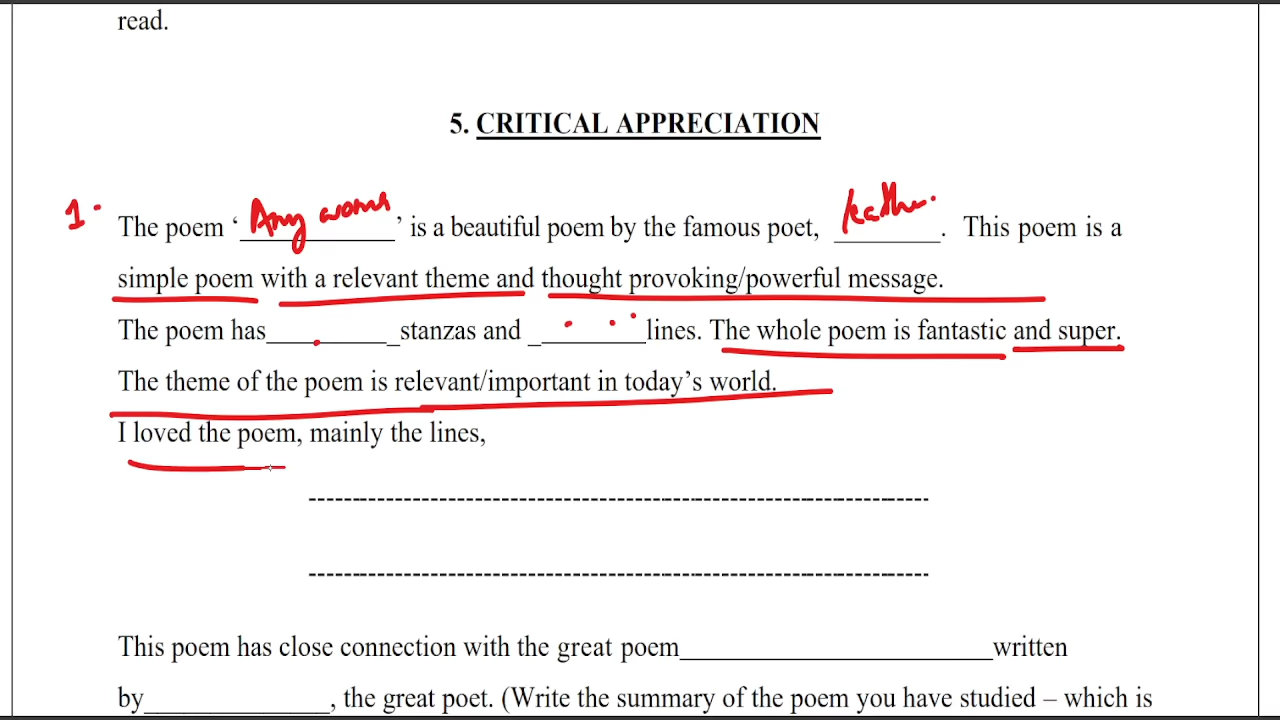 read.
5. CRITICAL APPRECIATION
1.
The poem ‘Any woman’ is a beautiful poem by the famous poet, ________. This poem is a
simple poem with a relevant theme and thought provoking/powerful message.
The poem has__________stanzas and _________lines. The whole poem is fantastic and super.
The theme of the poem is relevant/important in today’s world.
I loved the poem, mainly the lines,
--------------------------------------------------------------------------------
--------------------------------------------------------------------------------
This poem has close connection with the great poem_______________________written
by______________, the great poet. (Write the summary of the poem you have studied – which is